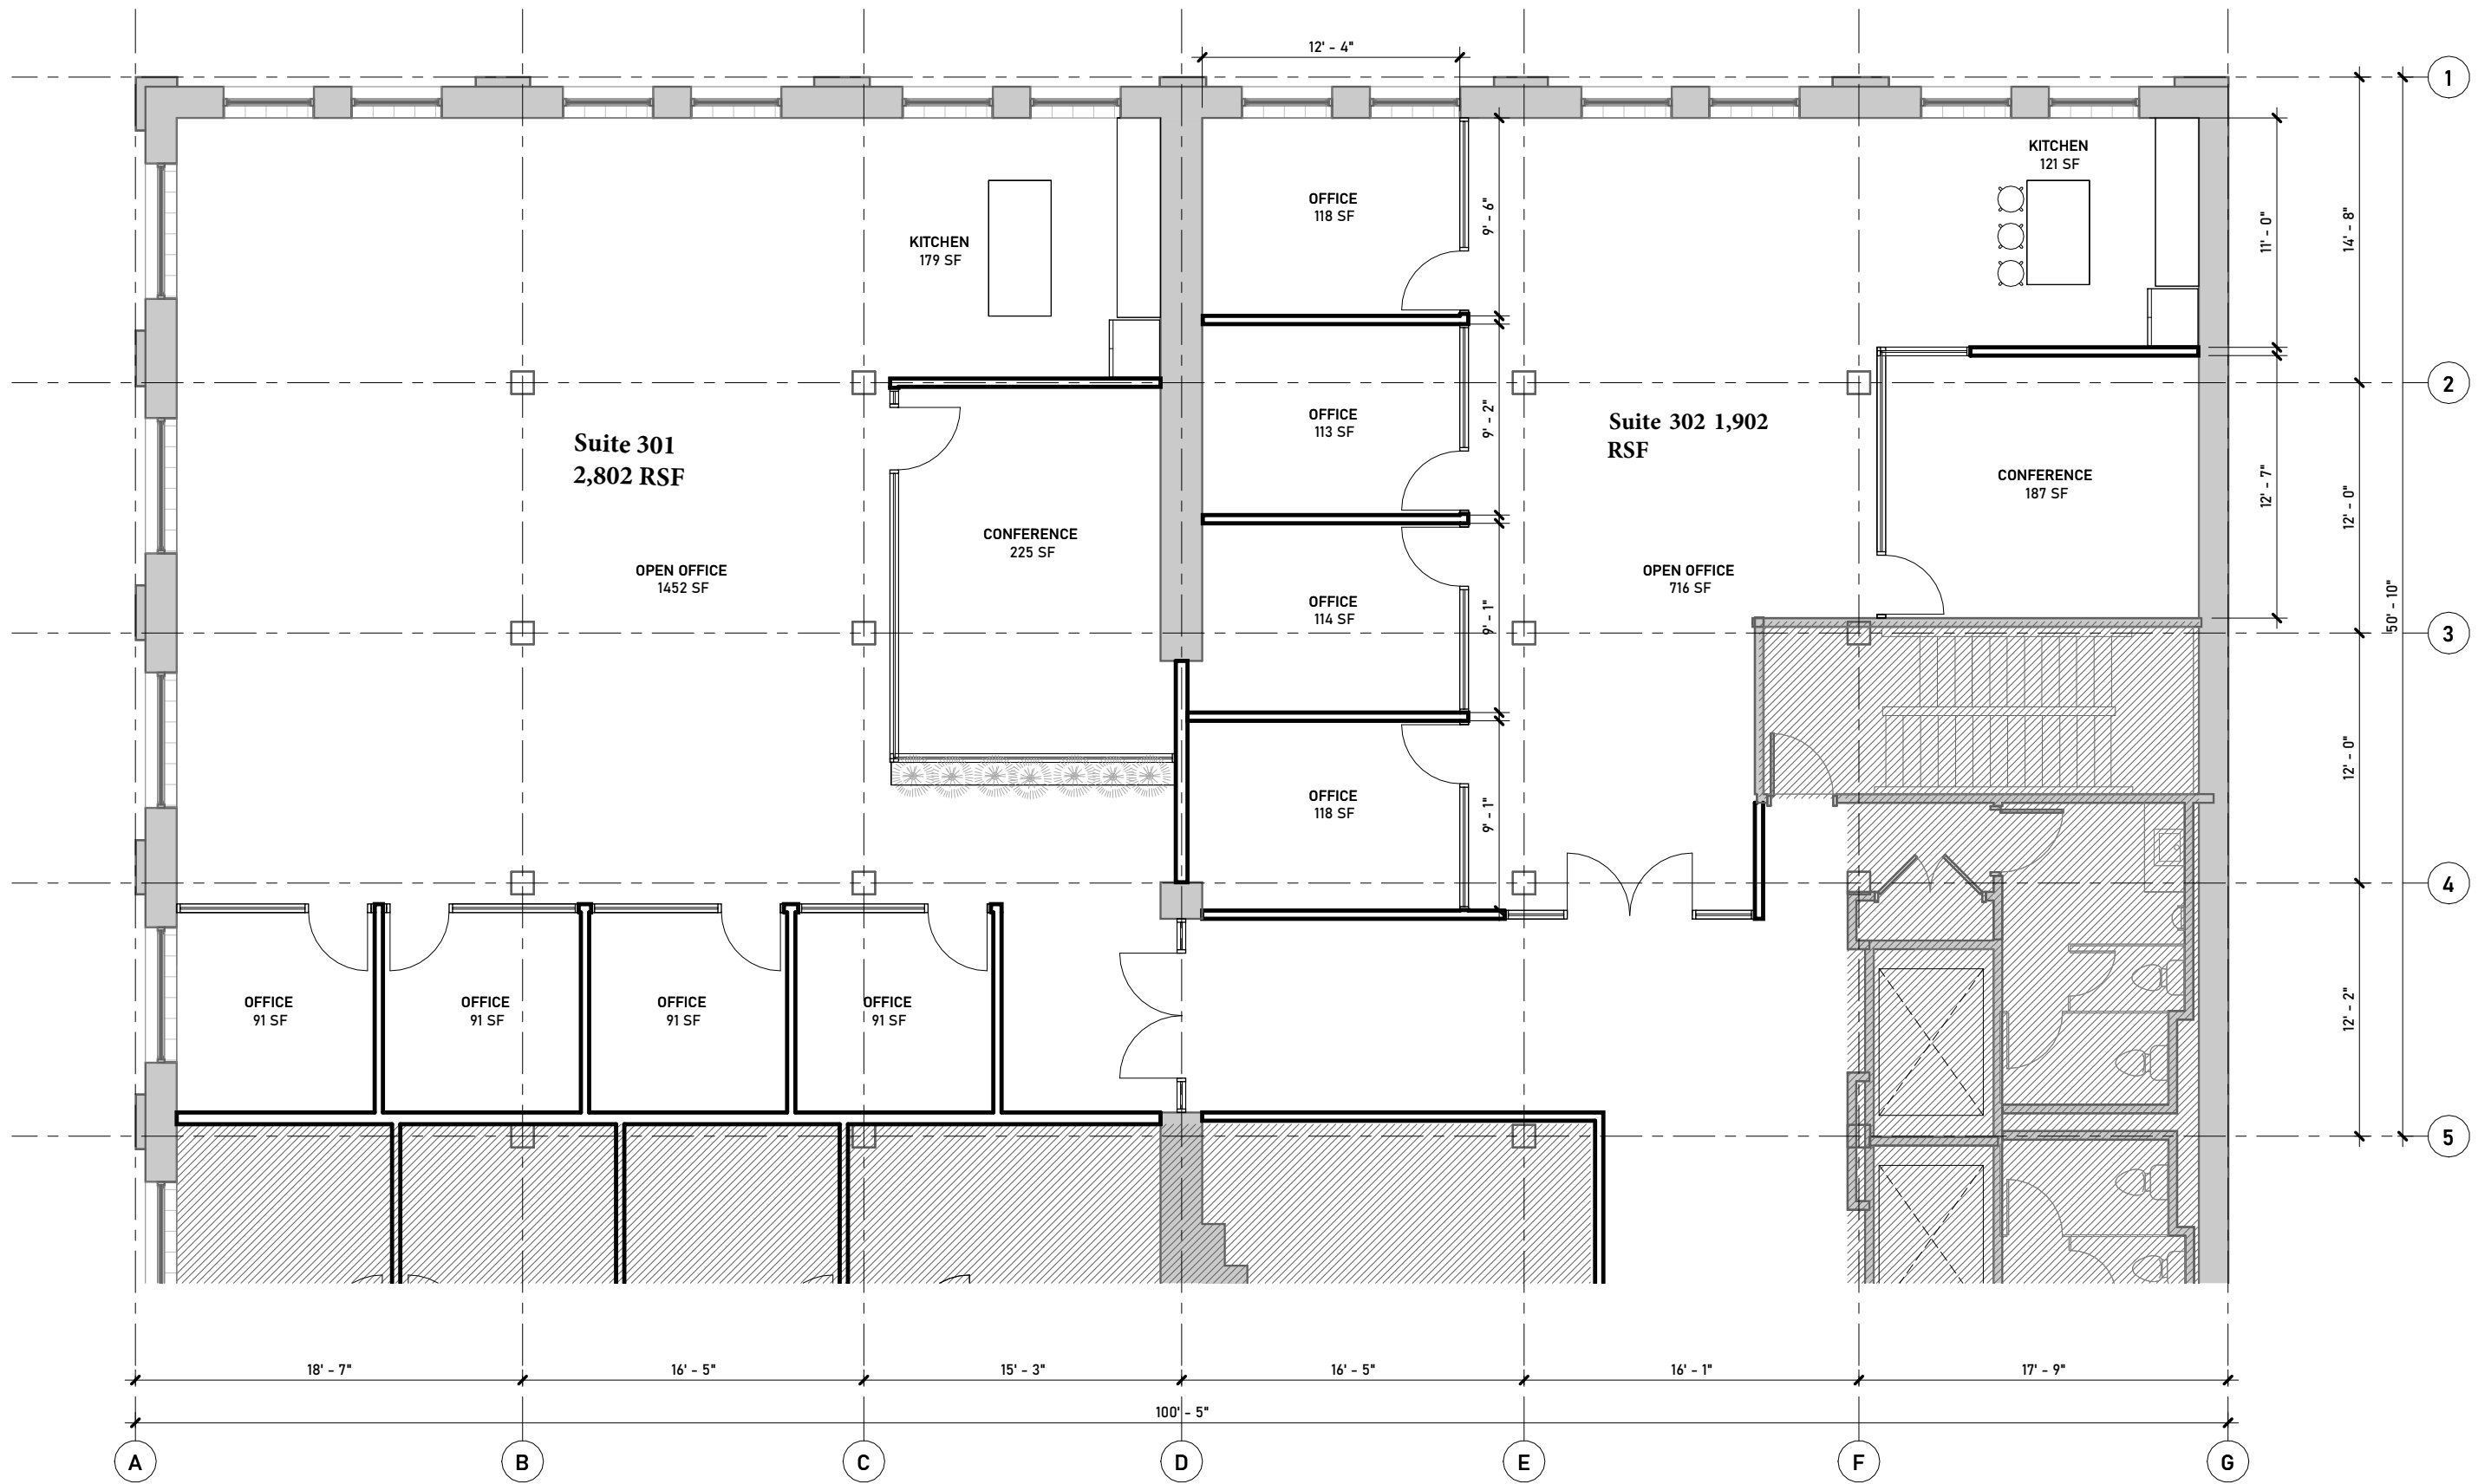 12' - 4"
1
KITCHEN
121 SF
OFFICE
118 SF
9' - 6"
11' - 0"
14' - 8"
KITCHEN
179 SF
2
Suite 301
2,802 RSF
OFFICE
113 SF
9' - 2"
Suite 302 1,902
RSF
CONFERENCE
187 SF
12' - 7"
12' - 0"
CONFERENCE
225 SF
OPEN OFFICE
1452 SF
OFFICE
114 SF
9' - 1"
OPEN OFFICE
716 SF
50' - 10"
3
OFFICE
118 SF
9' - 1"
12' - 0"
4
OFFICE
91 SF
OFFICE
91 SF
OFFICE
91 SF
OFFICE
91 SF
12' - 2"
5
18' - 7"
16' - 5"
15' - 3"
16' - 5"
16' - 1"
17' - 9"
100' - 5"
A
B
C
D
E
F
G